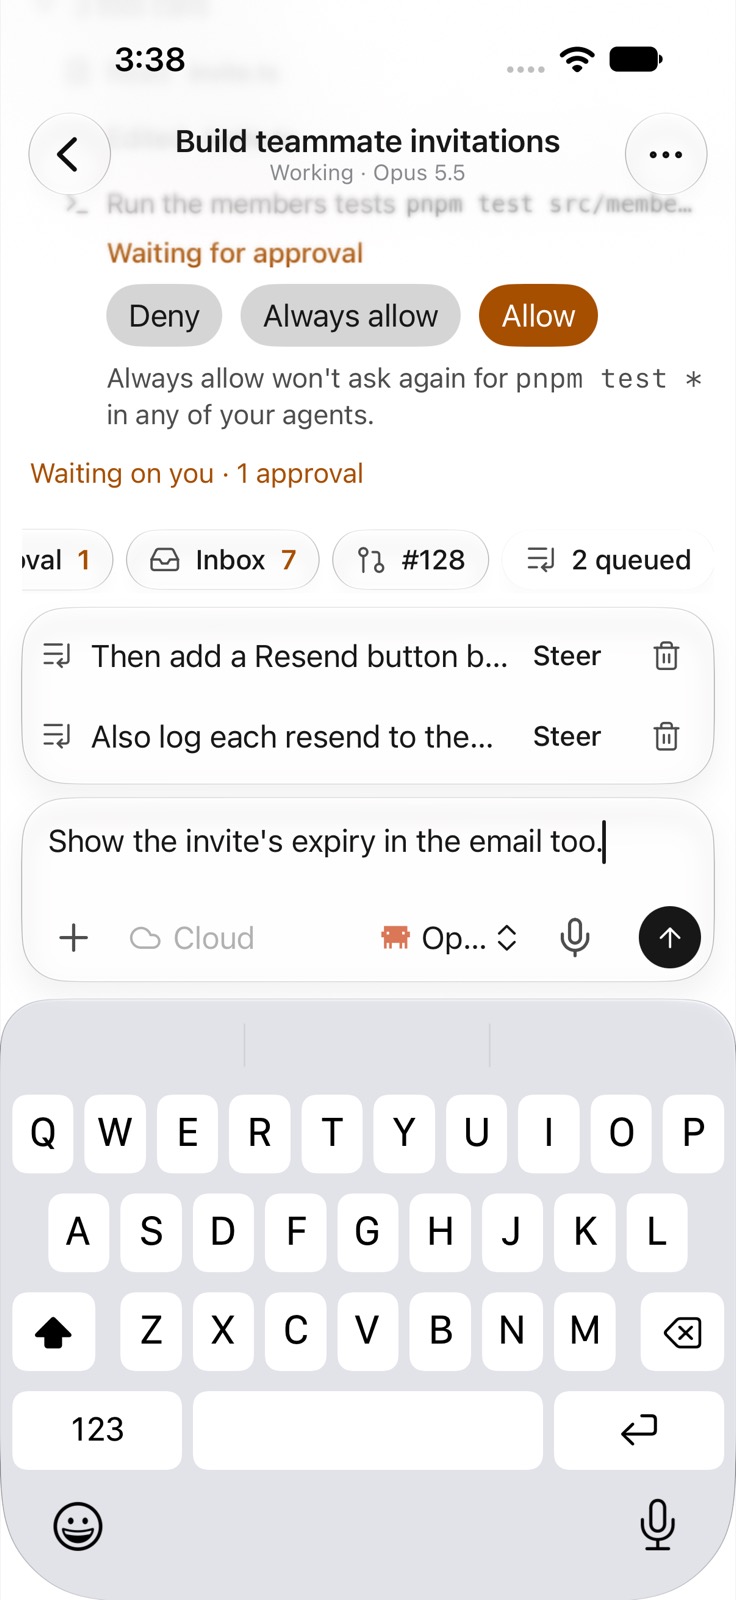 3:38
Build teammate invitations
Working · Opus 5.5
Run the members tests pnpm test src/membe...
Waiting for approval
Deny Always allow Allow
Always allow won't ask again for pnpm test *
in any of your agents.
Waiting on you · 1 approval
oval 1 Inbox 7 #128 2 queued
Then add a Resend button b... Steer
Also log each resend to the... Steer
Show the invite's expiry in the email too.
Cloud Op...
Q W E R T Y U I O P
A S D F G H J K L
Z X C V B N M
123